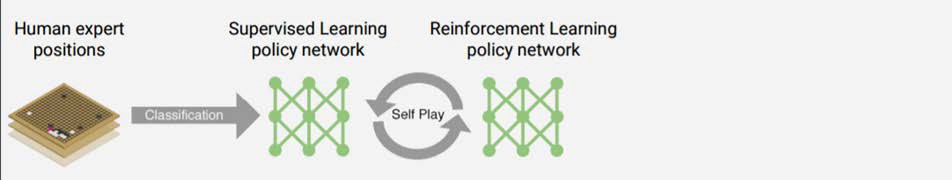 Human expert
positions
Supervised Learning
policy network
Reinforcement Learning
policy network
Classification
Self Play